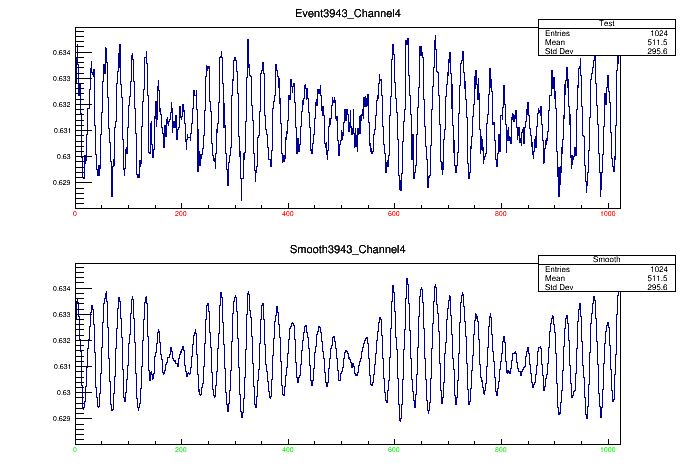 Event3943_Channel4
Test
Entries 1024
Mean 511.5
Std Dev 295.6
0.634
0.633
0.632
0.631
0.63
0.629
0 200 400 600 800 1000
Smooth3943_Channel4
Smooth
Entries 1024
Mean 511.5
Std Dev 295.6
0.634
0.633
0.632
0.631
0.63
0.629
0 200 400 600 800 1000